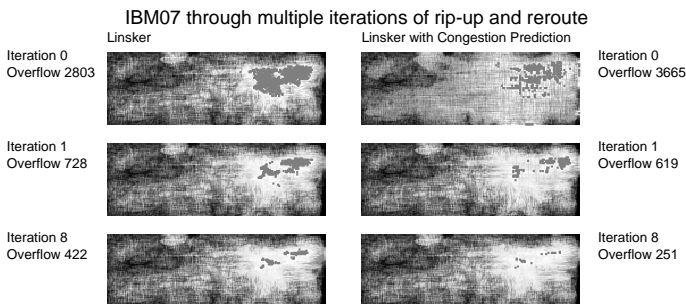 IBM07 through multiple iterations of rip-up and reroute
Linsker
Linsker with Congestion Prediction
Iteration 0
Overflow 2803
Iteration 0
Overflow 3665
Iteration 1
Overflow 728
Iteration 1
Overflow 619
Iteration 8
Overflow 422
Iteration 8
Overflow 251